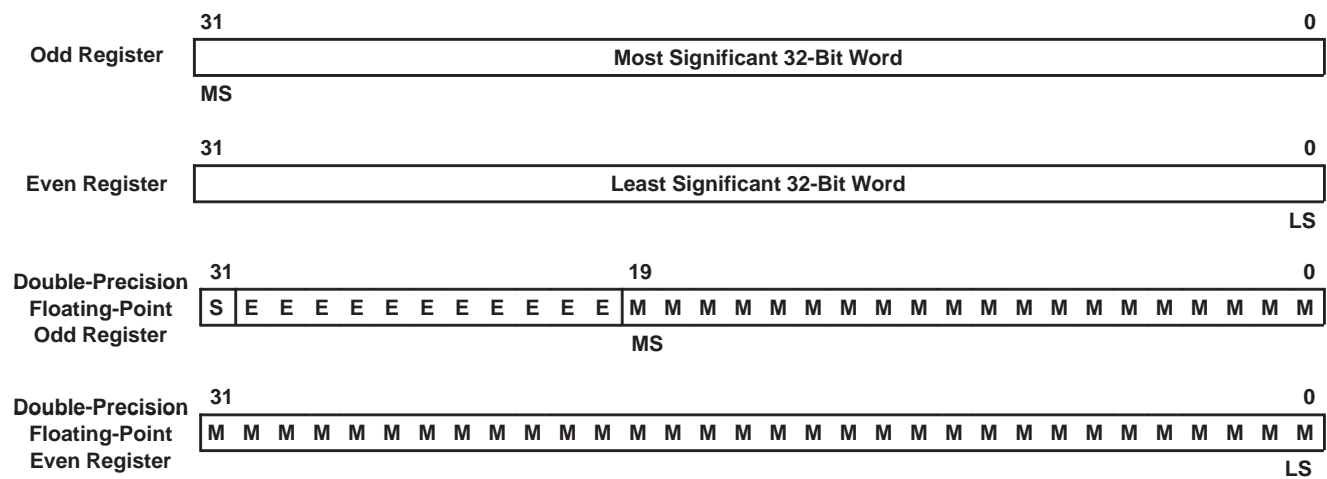 31 0
Odd Register Most Significant 32-Bit Word
MS
31 0
Even Register Least Significant 32-Bit Word
LS
31 19 0
Double-Precision
Floating-Point
Odd Register
S E E E E E E E E E E E M M M M M M M M M M M M M M M M M M M M
MS
31 0
Double-Precision
Floating-Point
Even Register
M M M M M M M M M M M M M M M M M M M M M M M M M M M M M M M M
LS